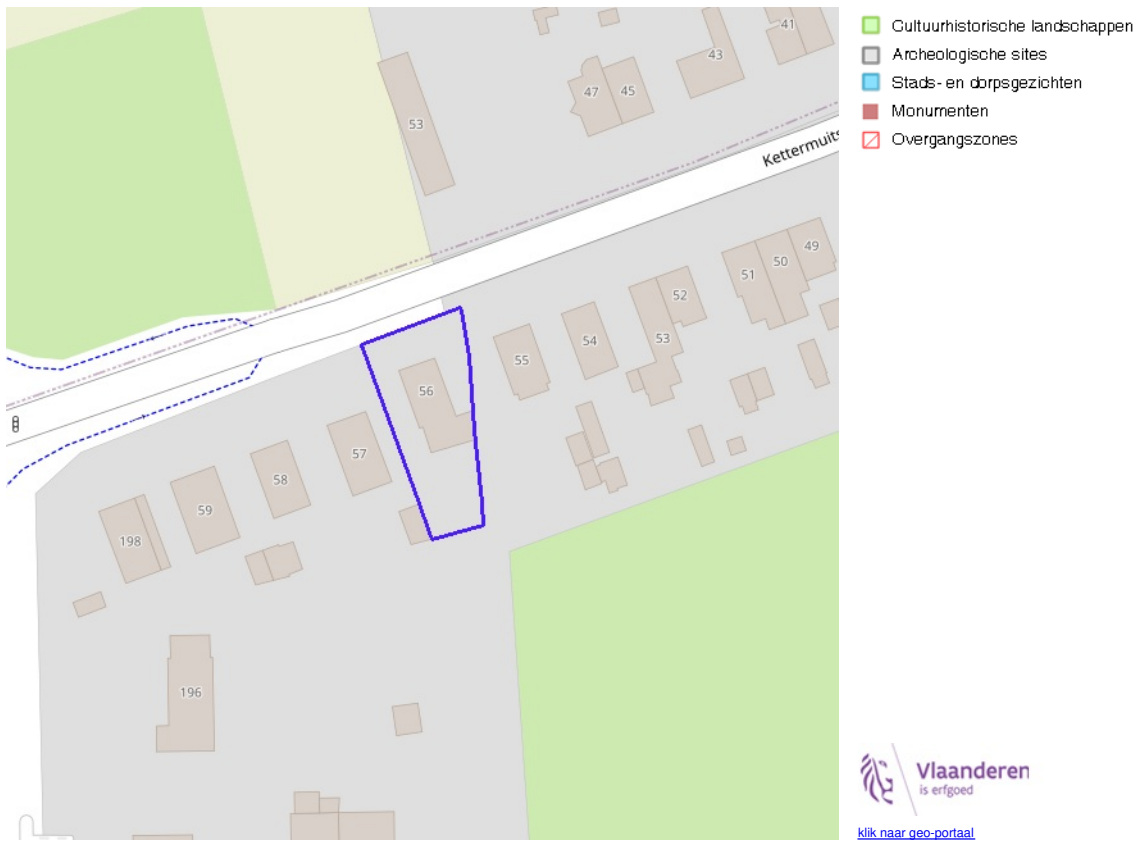 Cultuurhistorische landschappen
Archeologische sites
Stads- en dorpsgezichten
Monumenten
Overgangszones
41
43
47
45
53
Kettermuits
49
50
51
52
53
54
55
56
57
58
59
198
196
Vlaanderen
is erfgoed
klik naar geo-portaal